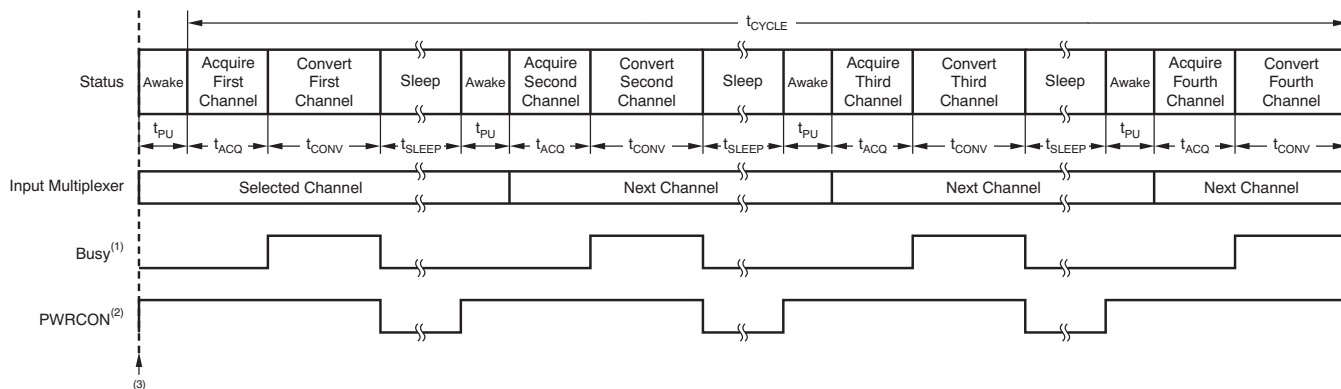 tCYCLE
Status
Awake
Acquire
First
Channel
Convert
First
Channel
Sleep
Awake
Acquire
Second
Channel
Convert
Second
Channel
Sleep
Awake
Acquire
Third
Channel
Convert
Third
Channel
Sleep
Awake
Acquire
Fourth
Channel
Convert
Fourth
Channel
tPU
tACQ
tCONV
tSLEEP
tPU
tACQ
tCONV
tSLEEP
tPU
tACQ
tCONV
tSLEEP
tPU
tACQ
tCONV
Input Multiplexer
Selected Channel
Next Channel
Next Channel
Next Channel
Busy(1)
PWRCON(2)
(3)